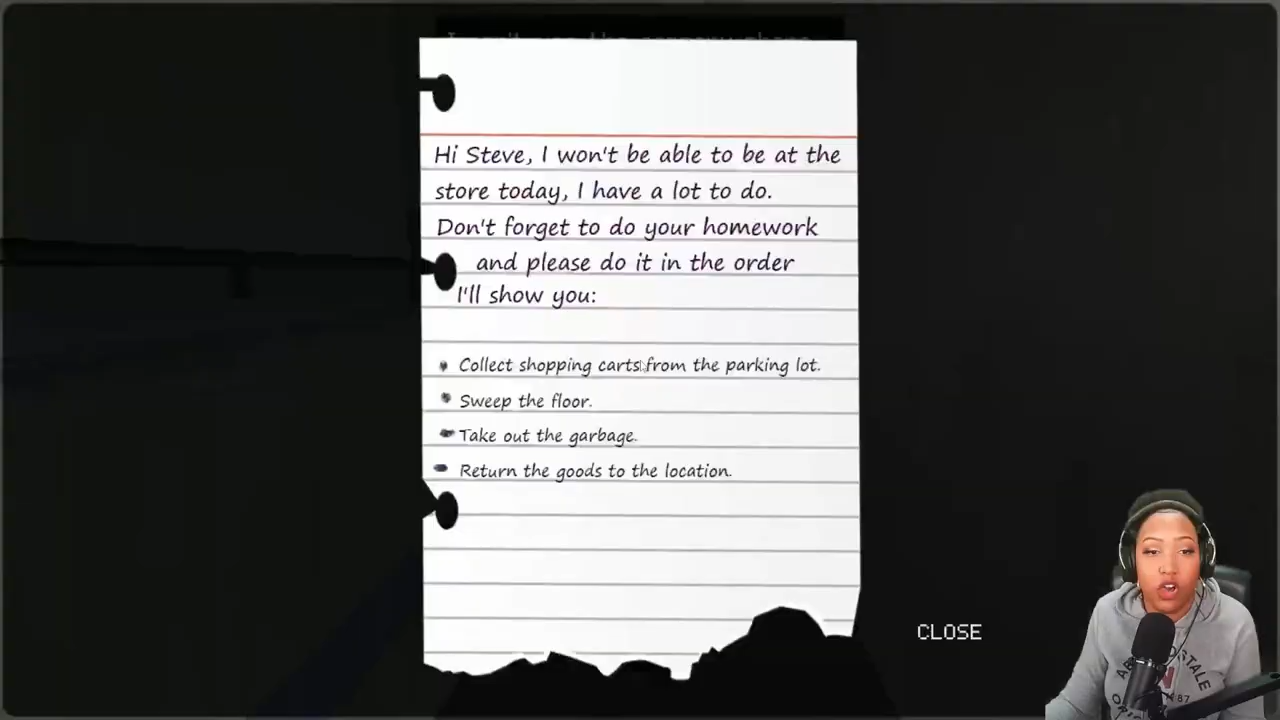 Hi Steve, I won't be able to be at the
store today, I have a lot to do.
Don't forget to do your homework
and please do it in the order
I'll show you:
Collect shopping carts from the parking lot.
Sweep the floor.
Take out the garbage.
Return the goods to the location.
CLOSE
87